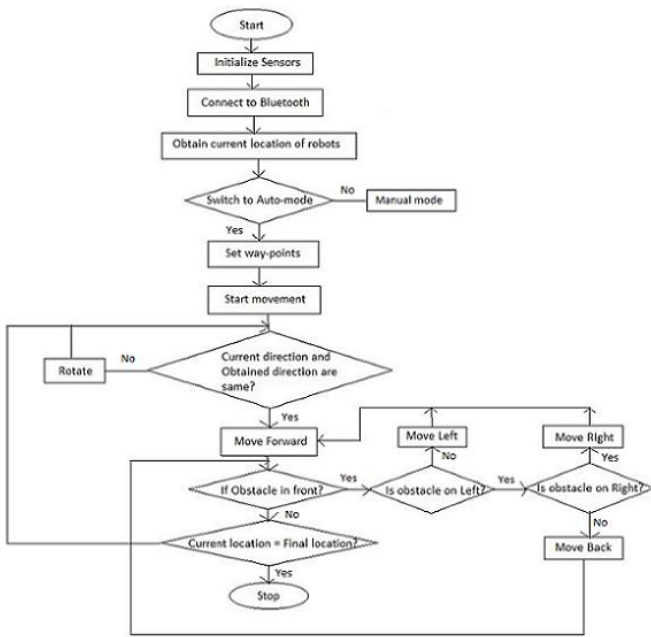 Start
Initialize Sensors
Connect to Bluetooth
Obtain current location of robots
Switch to Auto-mode
No
Manual mode
Yes
Set way-points
Start movement
Rotate
No
Current direction and
Obtained direction are
same?
Yes
Move Forward
Move Left
Move RIght
No
Yes
If Obstacle in front?
Yes
Is obstacle on Left?
Yes
Is obstacle on Right?
No
No
Current location = Final location?
Move Back
Yes
Stop